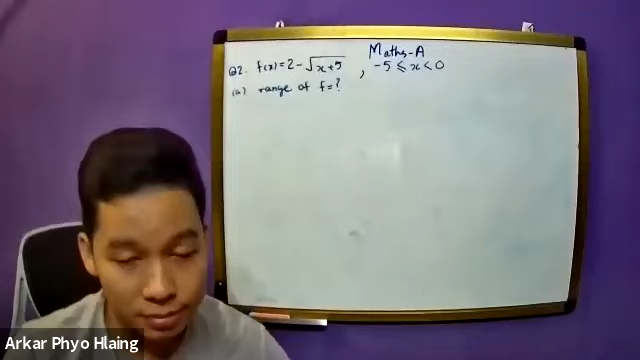 Maths-A
Q2. f(x) = 2 - √x+5 , -5 ≤ x < 0
(a) range of f = ?
Arkar Phyo Hlaing